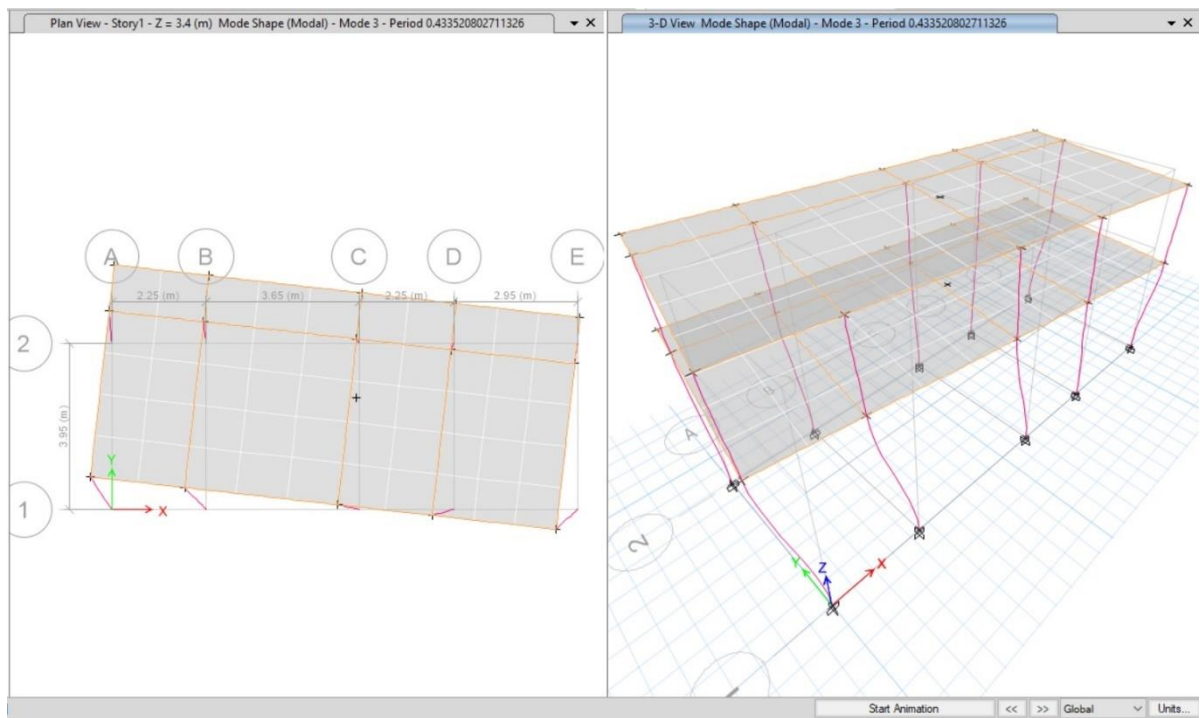 Plan View - Story1 - Z = 3.4 (m) Mode Shape (Modal) - Mode 3 - Period 0.433520802711326
3-D View Mode Shape (Modal) - Mode 3 - Period 0.433520802711326
A B C D E
2.25 (m) 3.65 (m) 2.25 (m) 2.95 (m)
2
3.95 (m)
Y
1
X
B
A
2
Y Z X
1
Start Animation << >> Global Units...